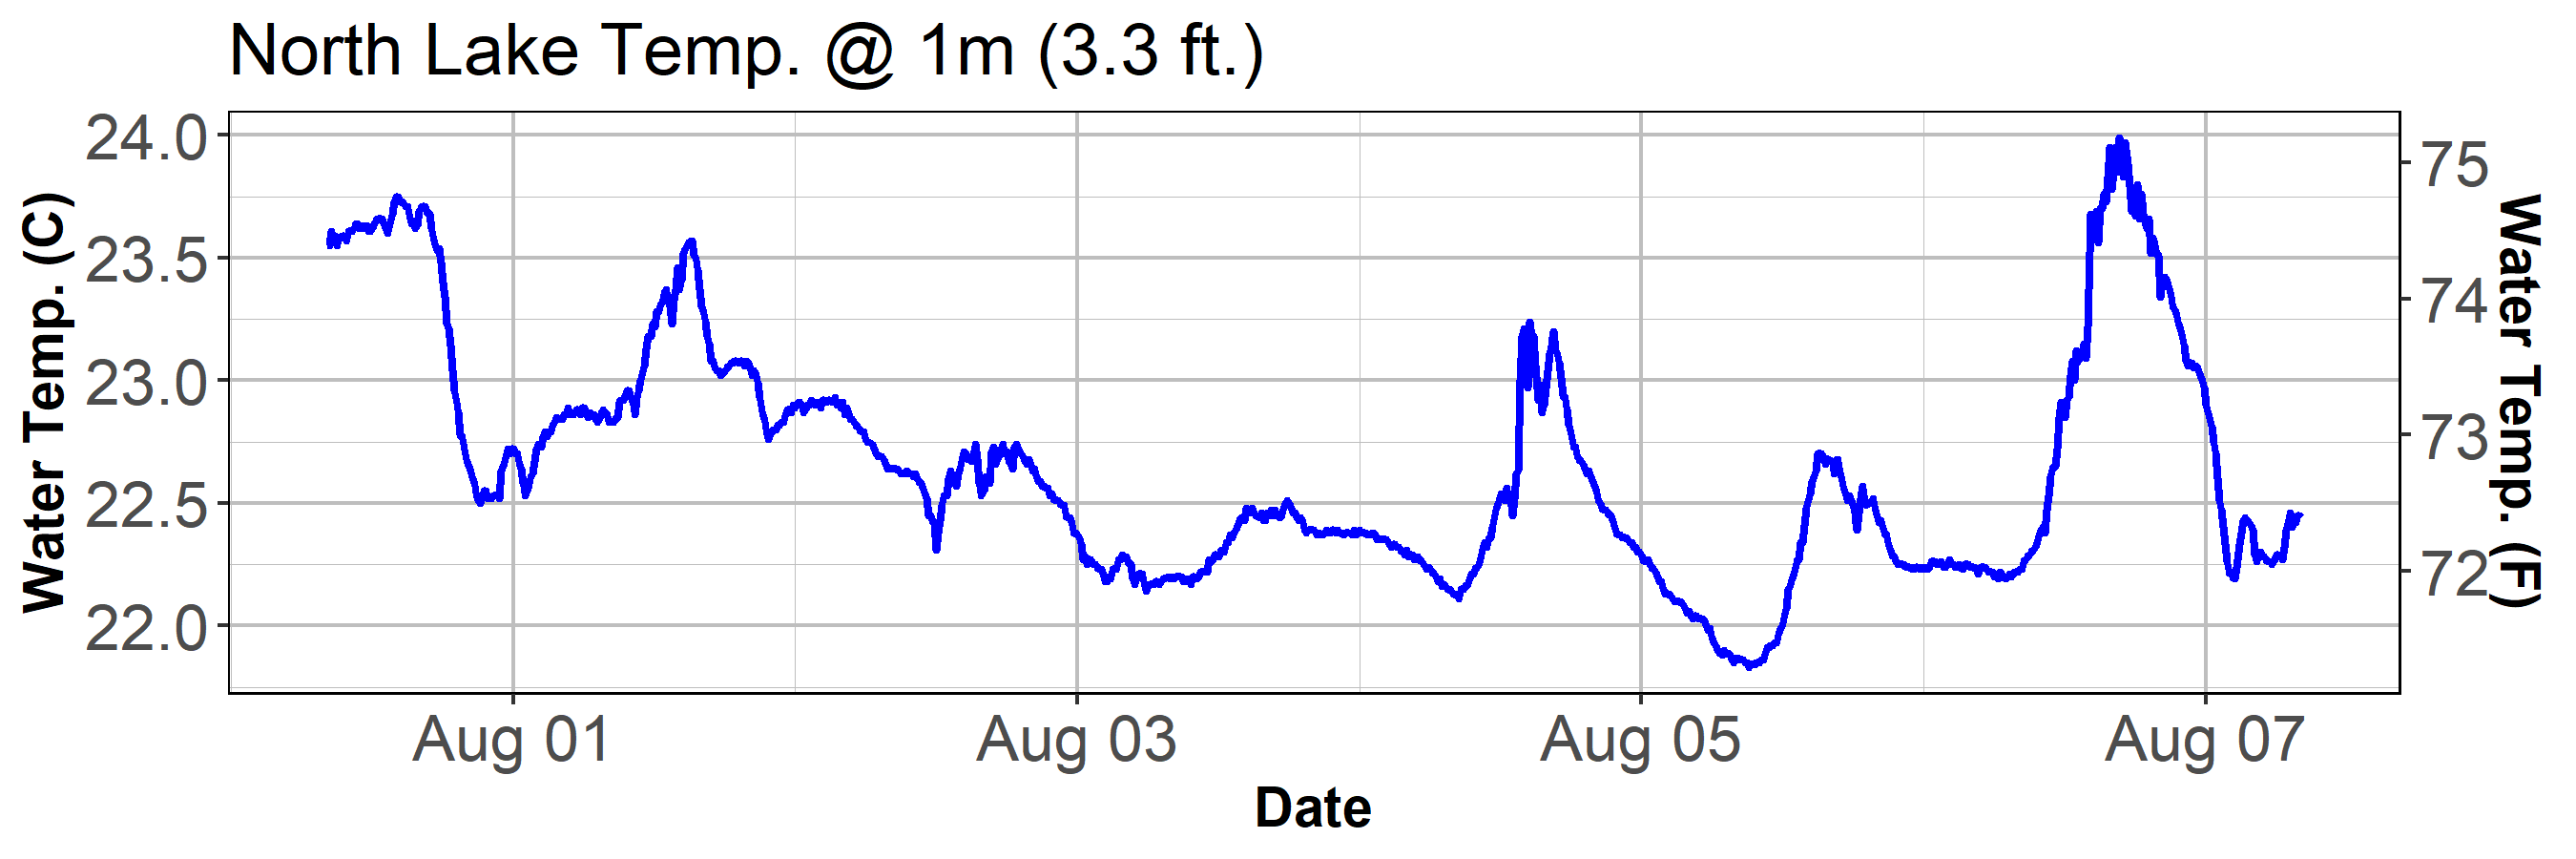 North Lake Temp. @ 1m (3.3 ft.)
Water Temp. (C)
24.0
23.5
23.0
22.5
22.0
75
74
73
72
Water Temp. (F)
Aug 01 Aug 03 Aug 05 Aug 07
Date